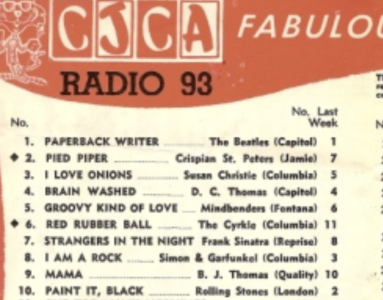 CJCA FABULOU
RADIO 93
No. Last
No. Week
1. PAPERBACK WRITER The Beatles (Capitol) 1
◆ 2. PIED PIPER Crispian St. Peters (Jamie) 7
3. I LOVE ONIONS Susan Christie (Columbia) 5
4. BRAIN WASHED D. C. Thomas (Capitol) 4
5. GROOVY KIND OF LOVE Mindbenders (Fontana) 6
◆ 6. RED RUBBER BALL The Cyrkle (Columbia) 11
7. STRANGERS IN THE NIGHT Frank Sinatra (Reprise) 8
8. I AM A ROCK Simon & Garfunkel (Columbia) 3
9. MAMA B. J. Thomas (Quality) 10
10. PAINT IT, BLACK Rolling Stones (London) 2